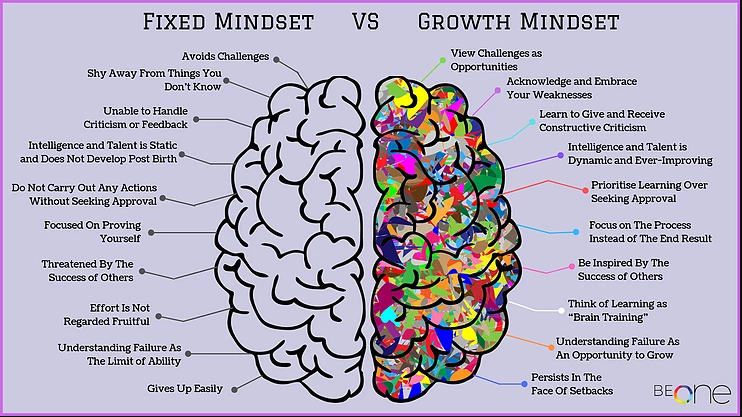 FIXED MINDSET VS GROWTH MINDSET
Avoids Challenges
Shy Away From Things You
Don't Know
Unable to Handle
Criticism or Feedback
Intelligence and Talent is Static
and Does Not Develop Post Birth
Do Not Carry Out Any Actions
Without Seeking Approval
Focused On Proving
Yourself
Threatened By The
Success of Others
Effort Is Not
Regarded Fruitful
Understanding Failure As
The Limit of Ability
Gives Up Easily
View Challenges as
Opportunities
Acknowledge and Embrace
Your Weaknesses
Learn to Give and Receive
Constructive Criticism
Intelligence and Talent is
Dynamic and Ever-Improving
Prioritise Learning Over
Seeking Approval
Focus on The Process
Instead of The End Result
Be Inspired By The
Success of Others
Think of Learning as
“Brain Training”
Understanding Failure As
An Opportunity to Grow
Persists In The
Face Of Setbacks
BEOne